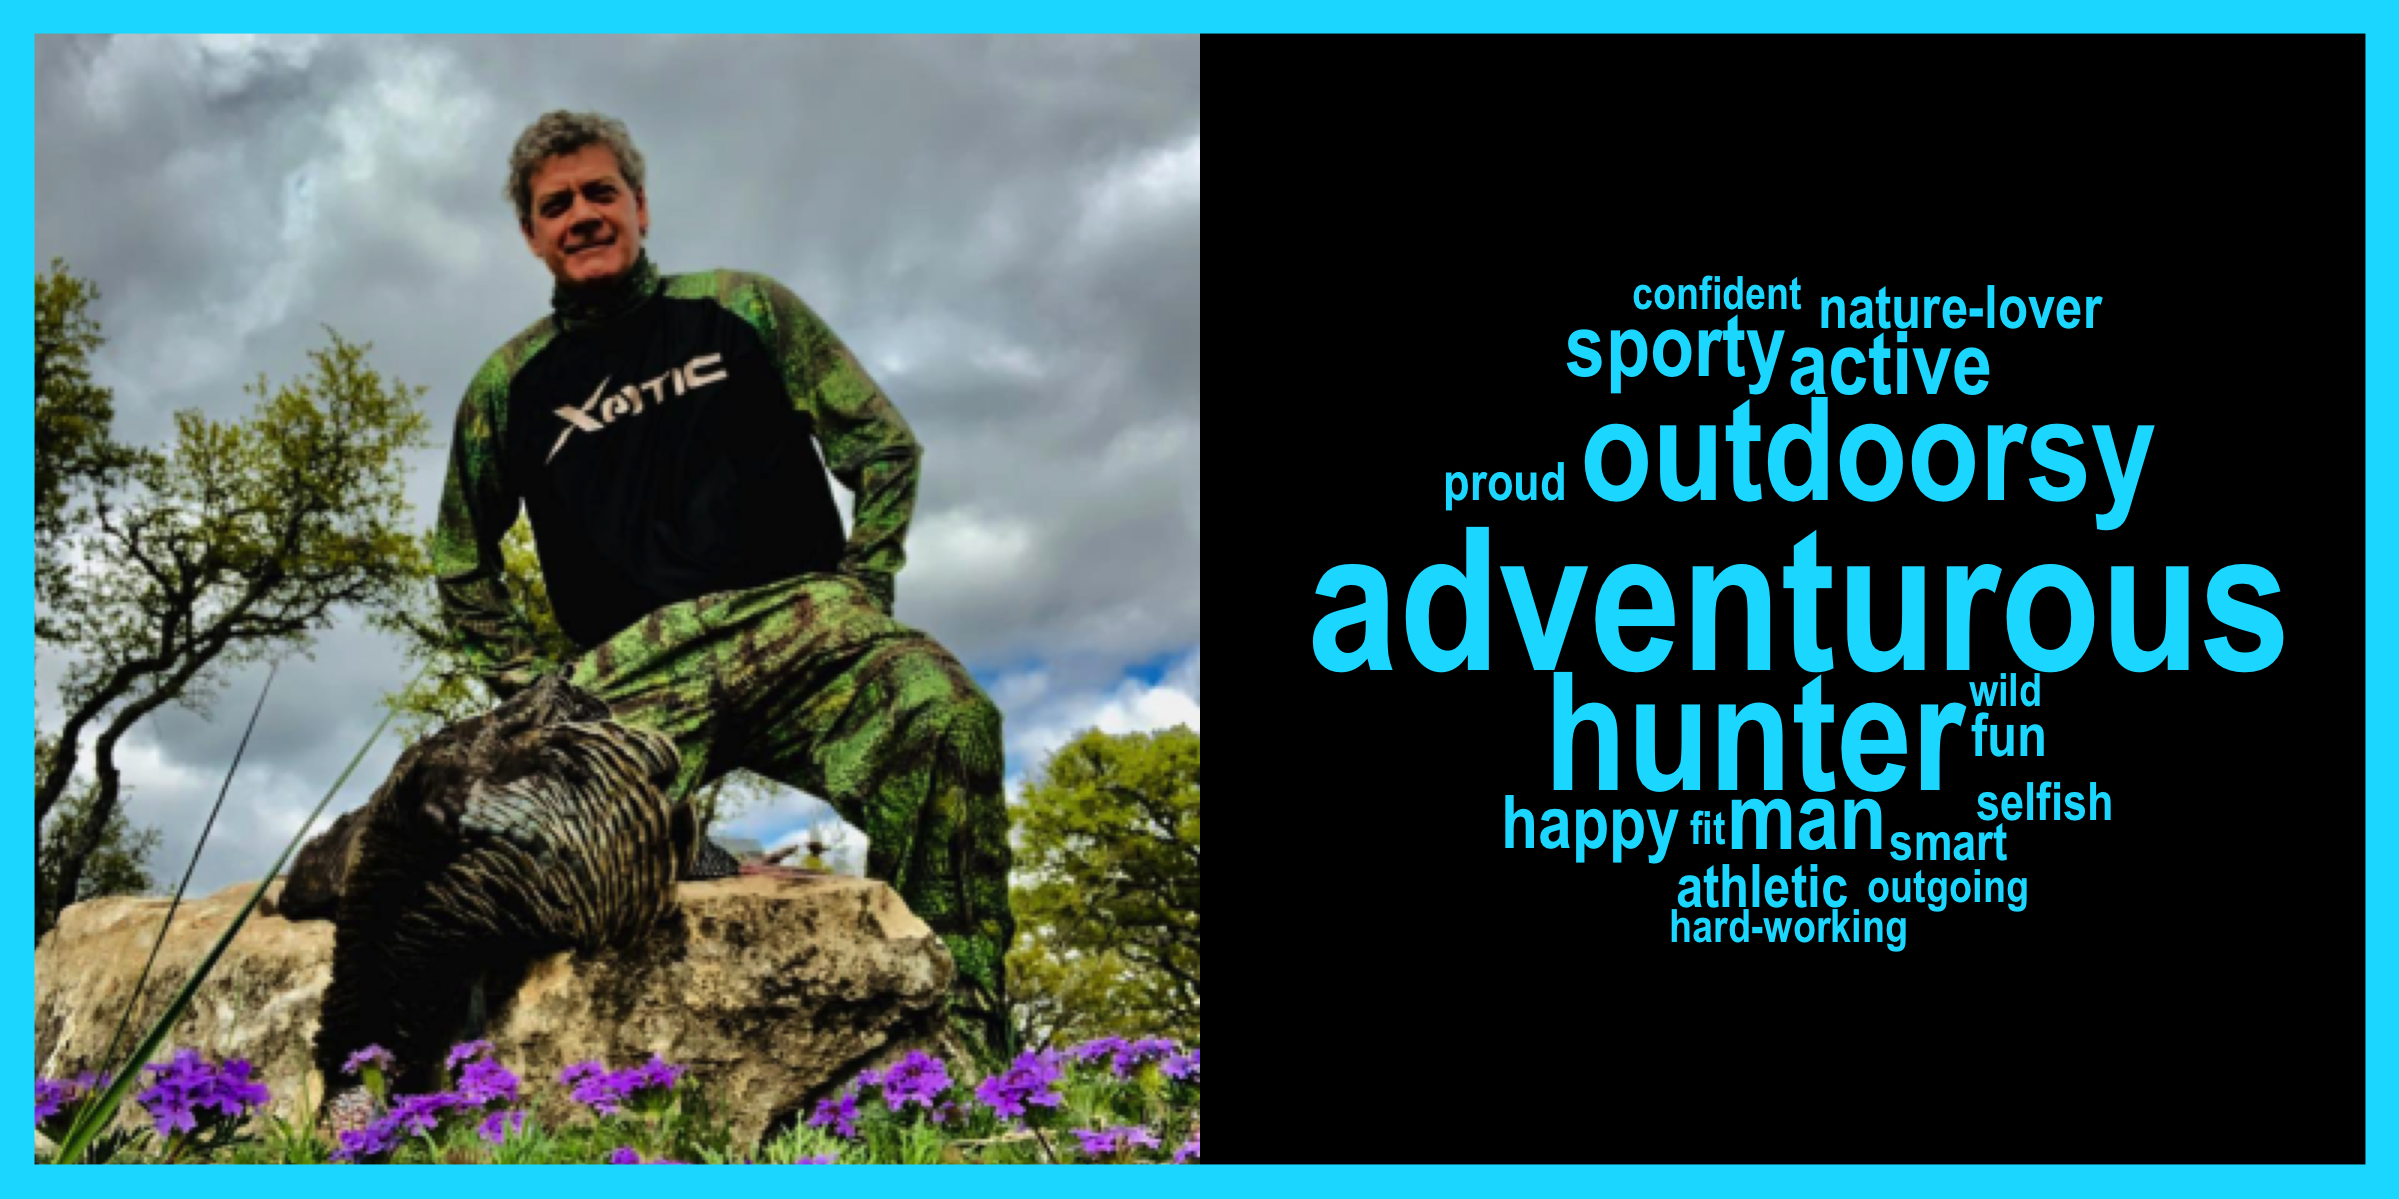 XOTIC
confident nature-lover
sporty active
outdoorsy
proud
adventurous
hunter wild
fun
happy fit man selfish
smart
athletic outgoing
hard-working